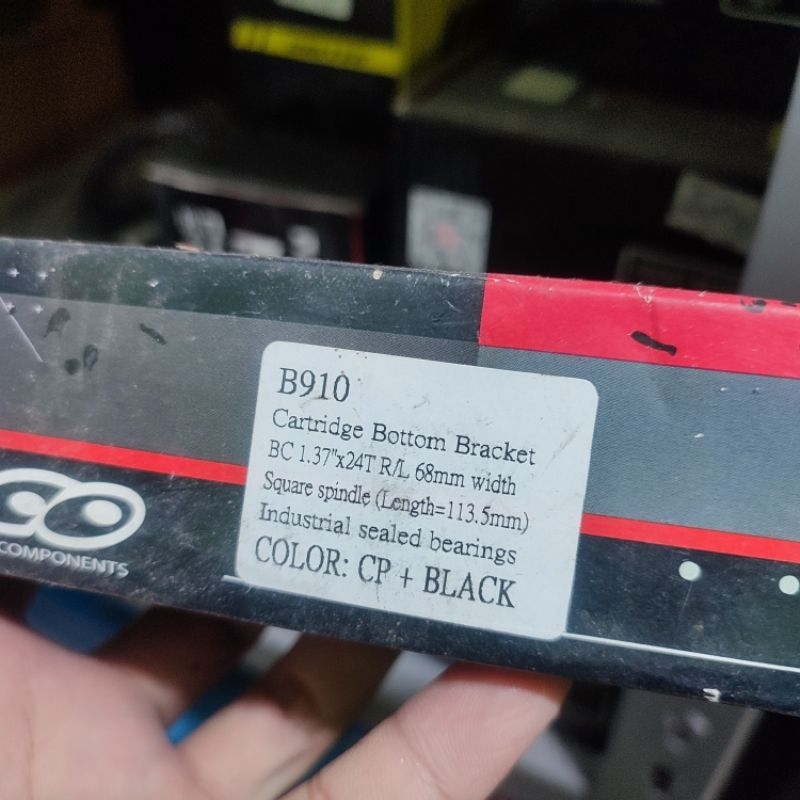 B910
Cartridge Bottom Bracket
BC 1.37"x24T R/L 68mm width
Square spindle (Length=113.5mm)
Industrial sealed bearings
COLOR: CP + BLACK
CO
COMPONENTS